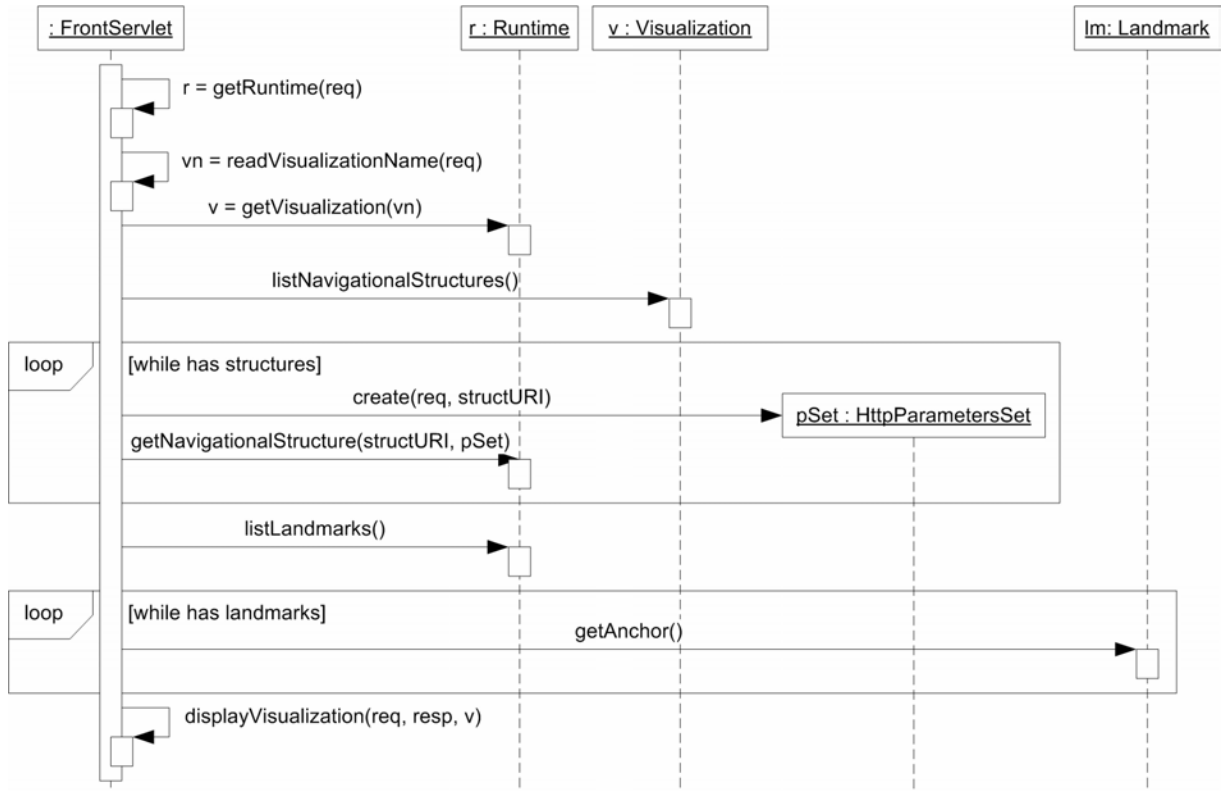 : FrontServlet
r : Runtime
v : Visualization
lm: Landmark
r = getRuntime(req)
vn = readVisualizationName(req)
v = getVisualization(vn)
listNavigationalStructures()
loop
[while has structures]
create(req, structURI)
pSet : HttpParametersSet
getNavigationalStructure(structURI, pSet)
listLandmarks()
loop
[while has landmarks]
getAnchor()
displayVisualization(req, resp, v)